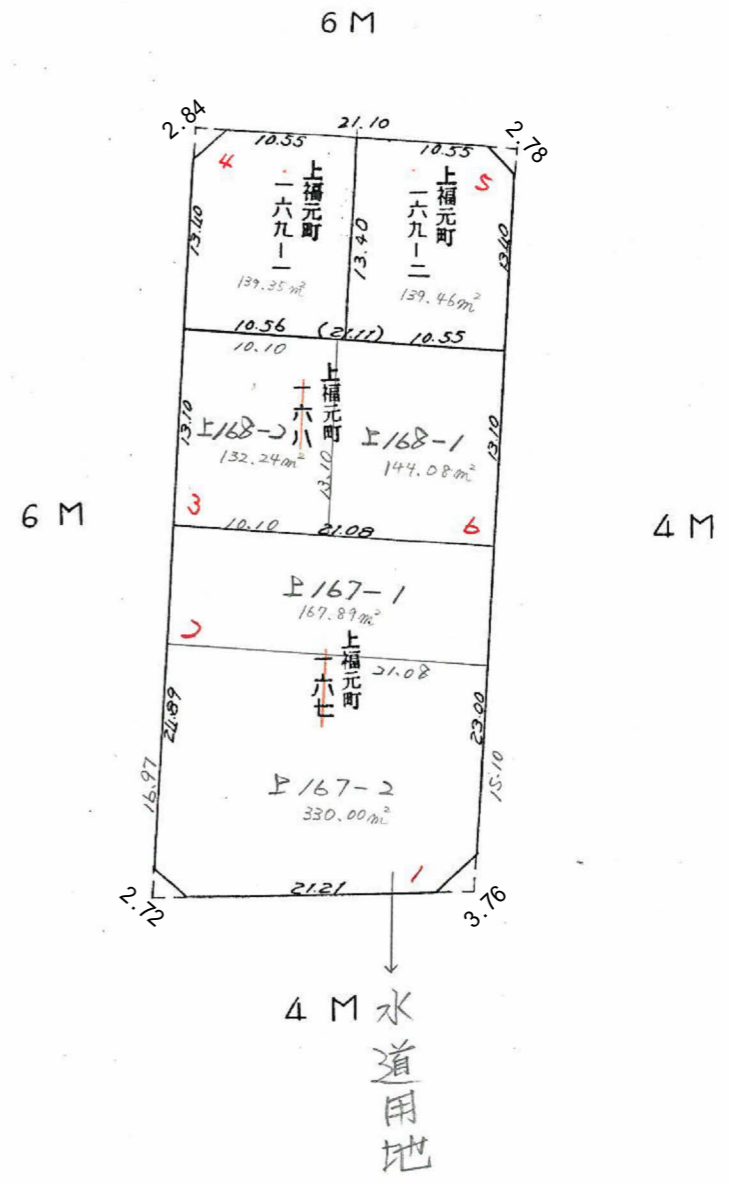 6 M
2.84
21.10
2.78
10.55
10.55
4
5
上福元町
一六九ー一
上福元町
一六九ー二
13.40
13.40
13.40
139.35㎡
139.46㎡
10.56
(21.11)
10.55
10.10
上福元町
一六八
13.10
上168-2
132.24㎡
13.10
上168-1
144.08㎡
13.10
3
6
6 M
4 M
10.10
21.08
上167-1
167.89㎡
2
上福元町
一六七
21.08
24.89
23.00
16.97
15.10
上167-2
330.00㎡
1
2.72
21.21
3.76
4 M
水道用地